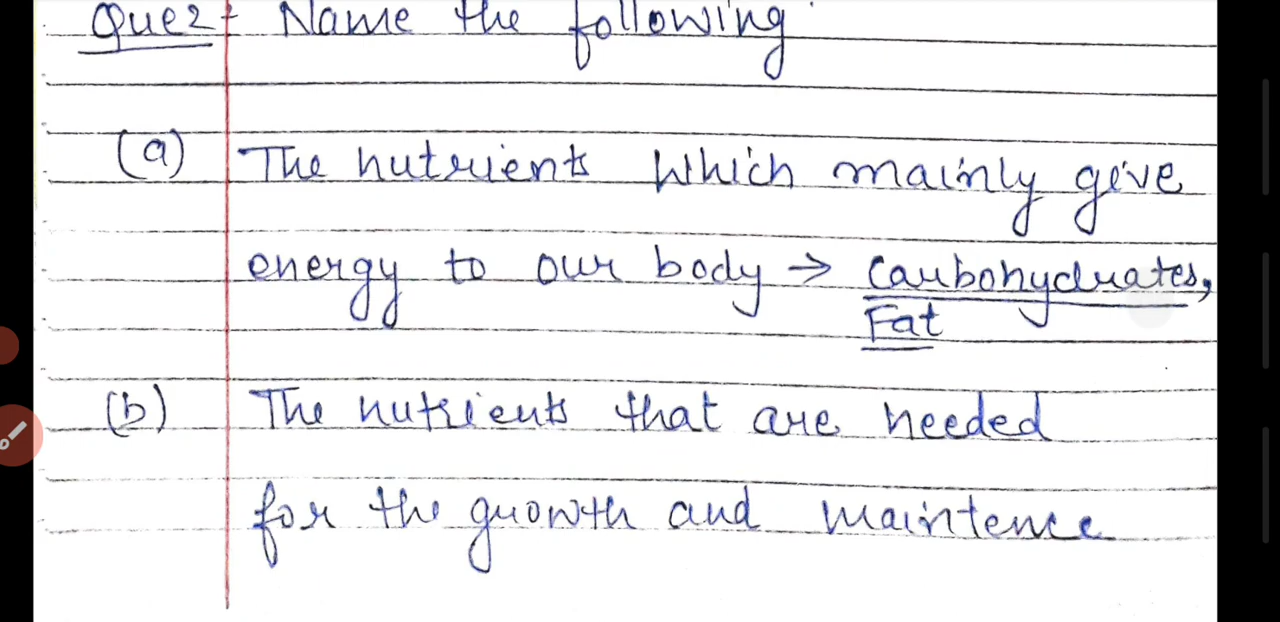 Que2:- Name the following
(a) The nutrients which mainly give
energy to our body → Carbohydrates,
Fat
(b) The nutrients that are needed
for the growth and maintence